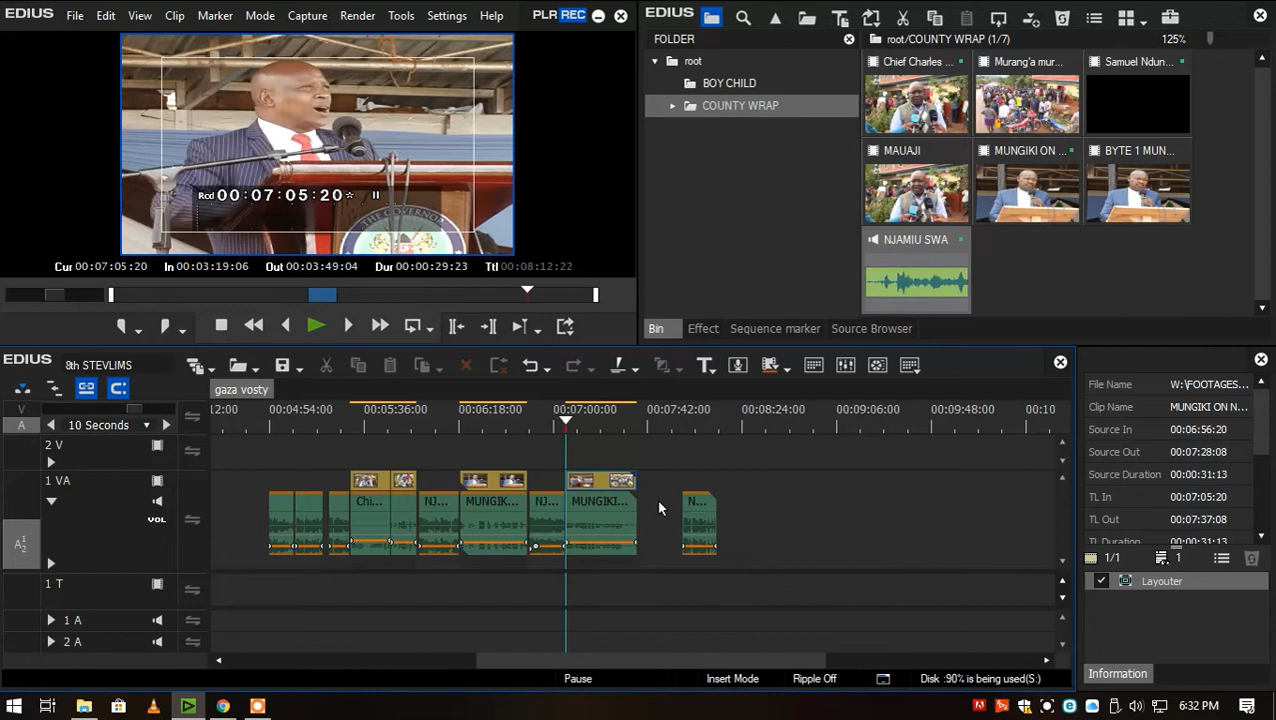 EDIUS File Edit View Clip Marker Mode Capture Render Tools Settings Help PLR REC
Rcd 00:07:05:20*
THE GOVERNOR
Cur 00:07:05:20 In 00:03:19:06 Out 00:03:49:04 Dur 00:00:29:23 Ttl 00:08:12:22
EDIUS
FOLDER
root
BOY CHILD
COUNTY WRAP
root/COUNTY WRAP (1/7) 125%
Chief Charles ... Murang'a mur... Samuel Ndun...
MAUAJI MUNGIKI ON ... BYTE 1 MUN...
NJAMIU SWA
Bin Effect Sequence marker Source Browser
EDIUS 8th STEVLIMS
gaza vosty
V
A 10 Seconds
12:00 00:04:54:00 00:05:36:00 00:06:18:00 00:07:00:00 00:07:42:00 00:08:24:00 00:09:06:00 00:09:48:00 00:10
2 V
1 VA
VOL
A 1 2
Chi... NJ... MUNGIK... NJ... MUNGIKI... N...
1 T
1 A
2 A
Pause Insert Mode Ripple Off Disk :90% is being used(S:)
File Name W:\FOOTAGES...
Clip Name MUNGIKI ON N...
Source In 00:06:56:20
Source Out 00:07:28:08
Source Duration 00:00:31:13
TL In 00:07:05:20
TL Out 00:07:37:08
TL Duration 00:00:31:13
1/1 1
Layouter
Information
6:32 PM